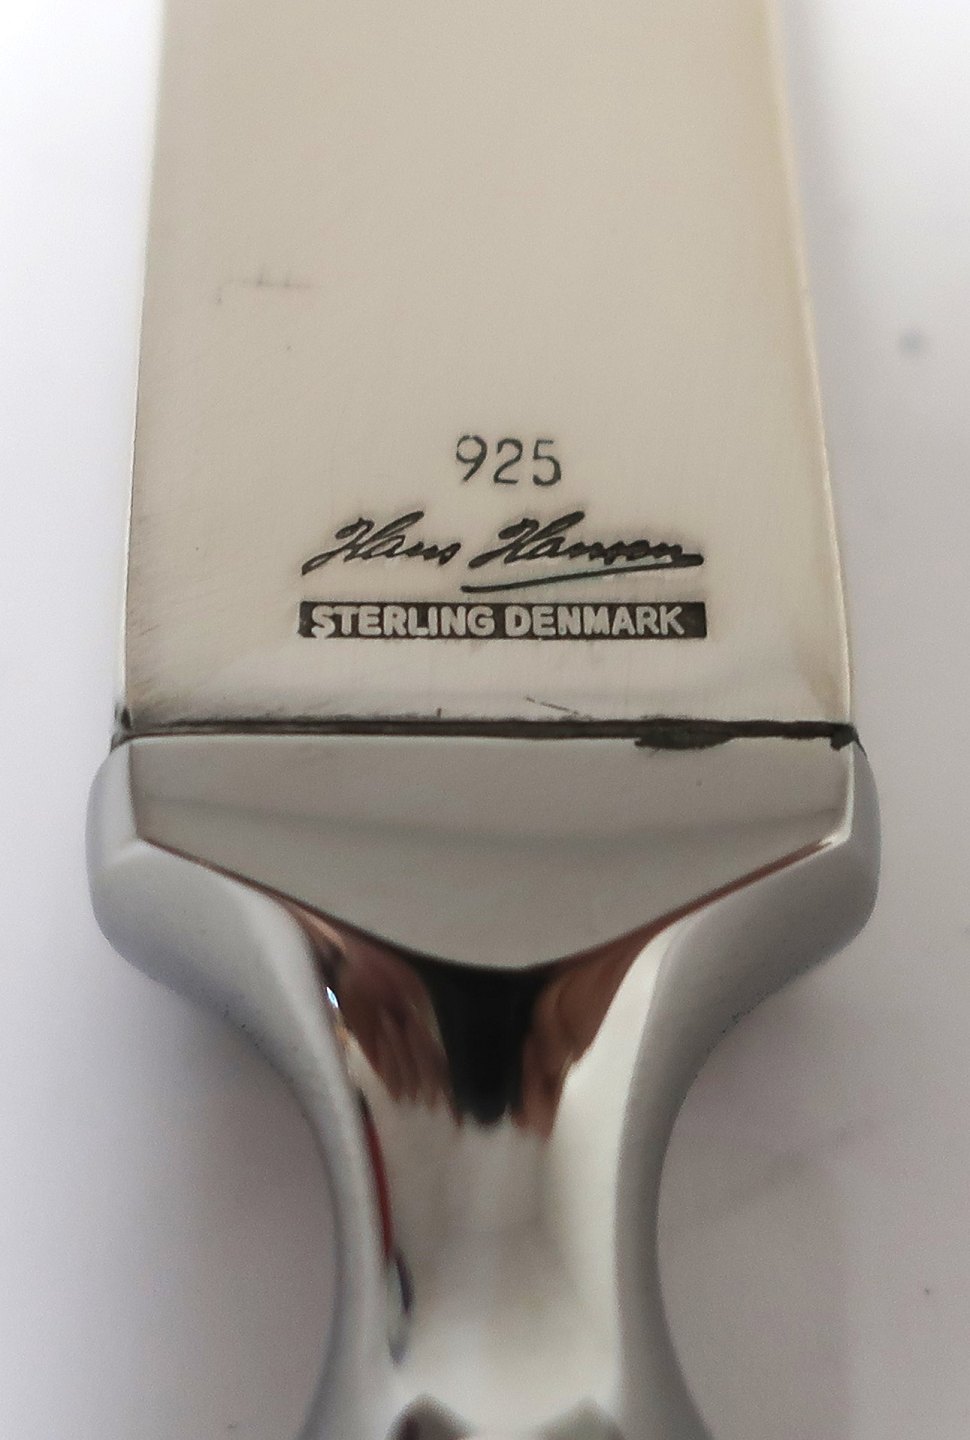 925
Hans Hansen
STERLING DENMARK